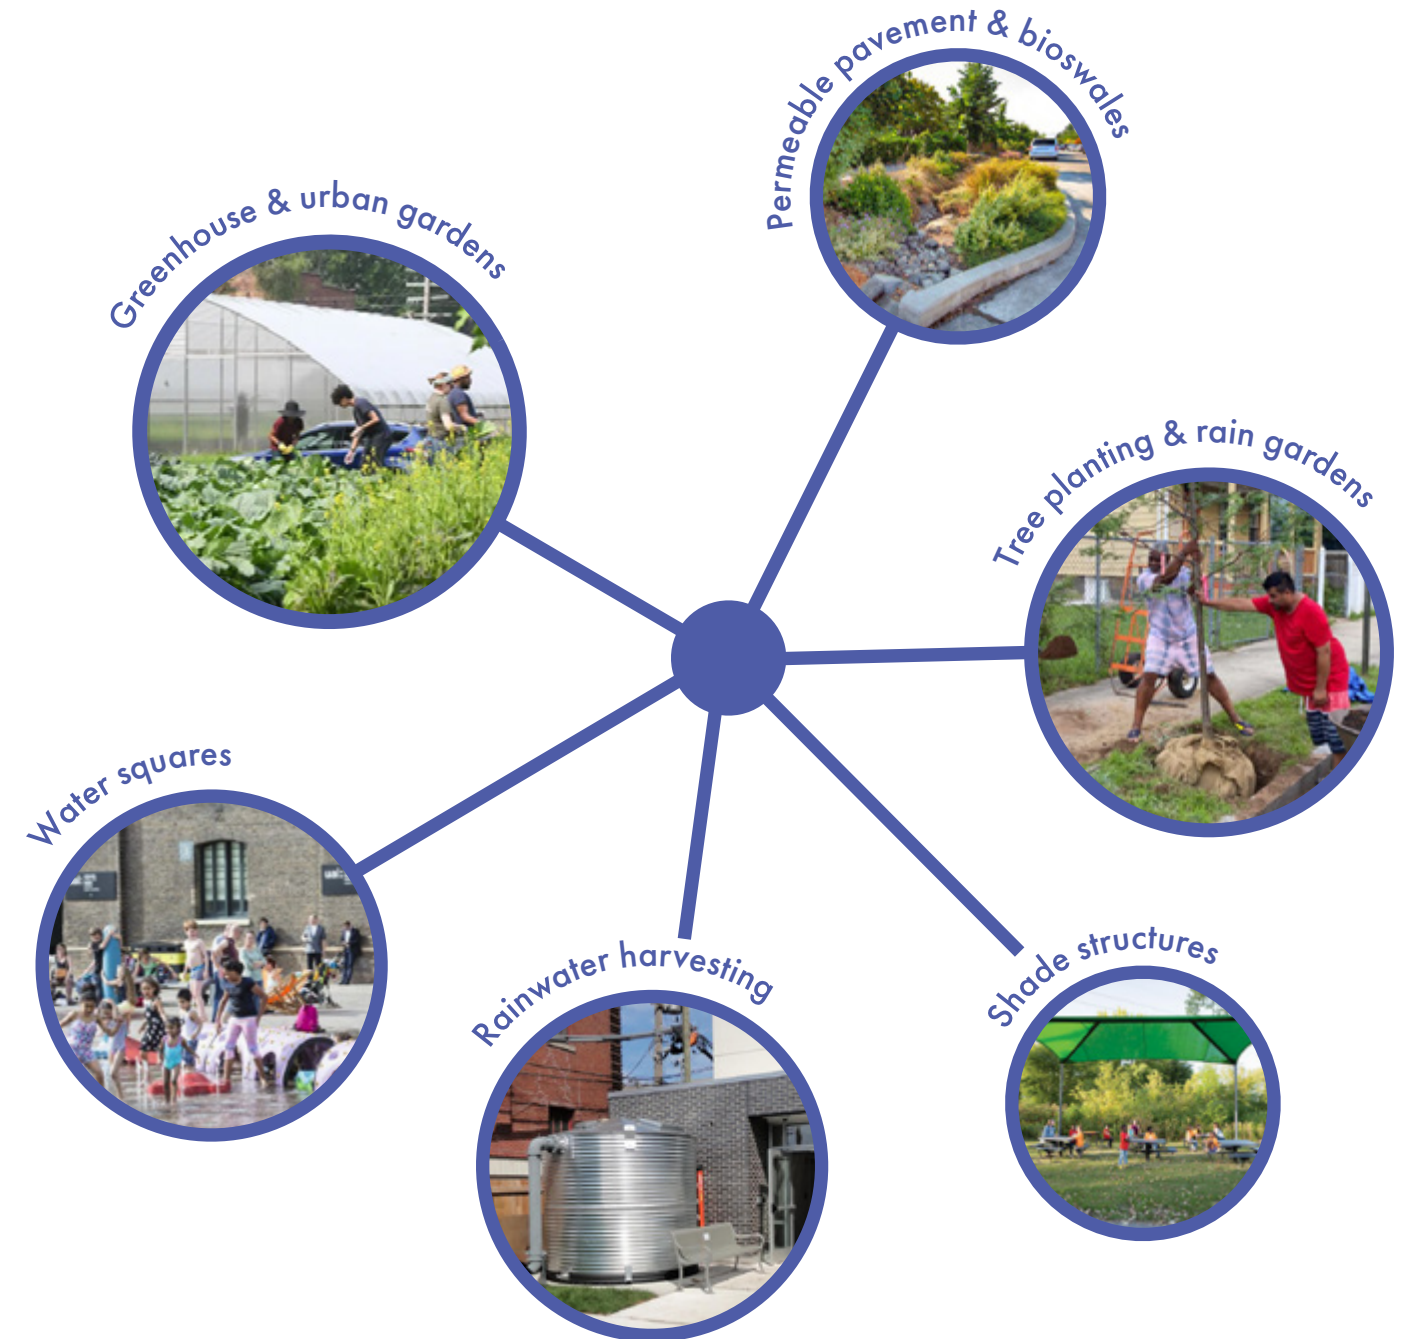 Permeable pavement & bioswales
Greenhouse & urban gardens
Tree planting & rain gardens
Water squares
Rainwater harvesting
Shade structures